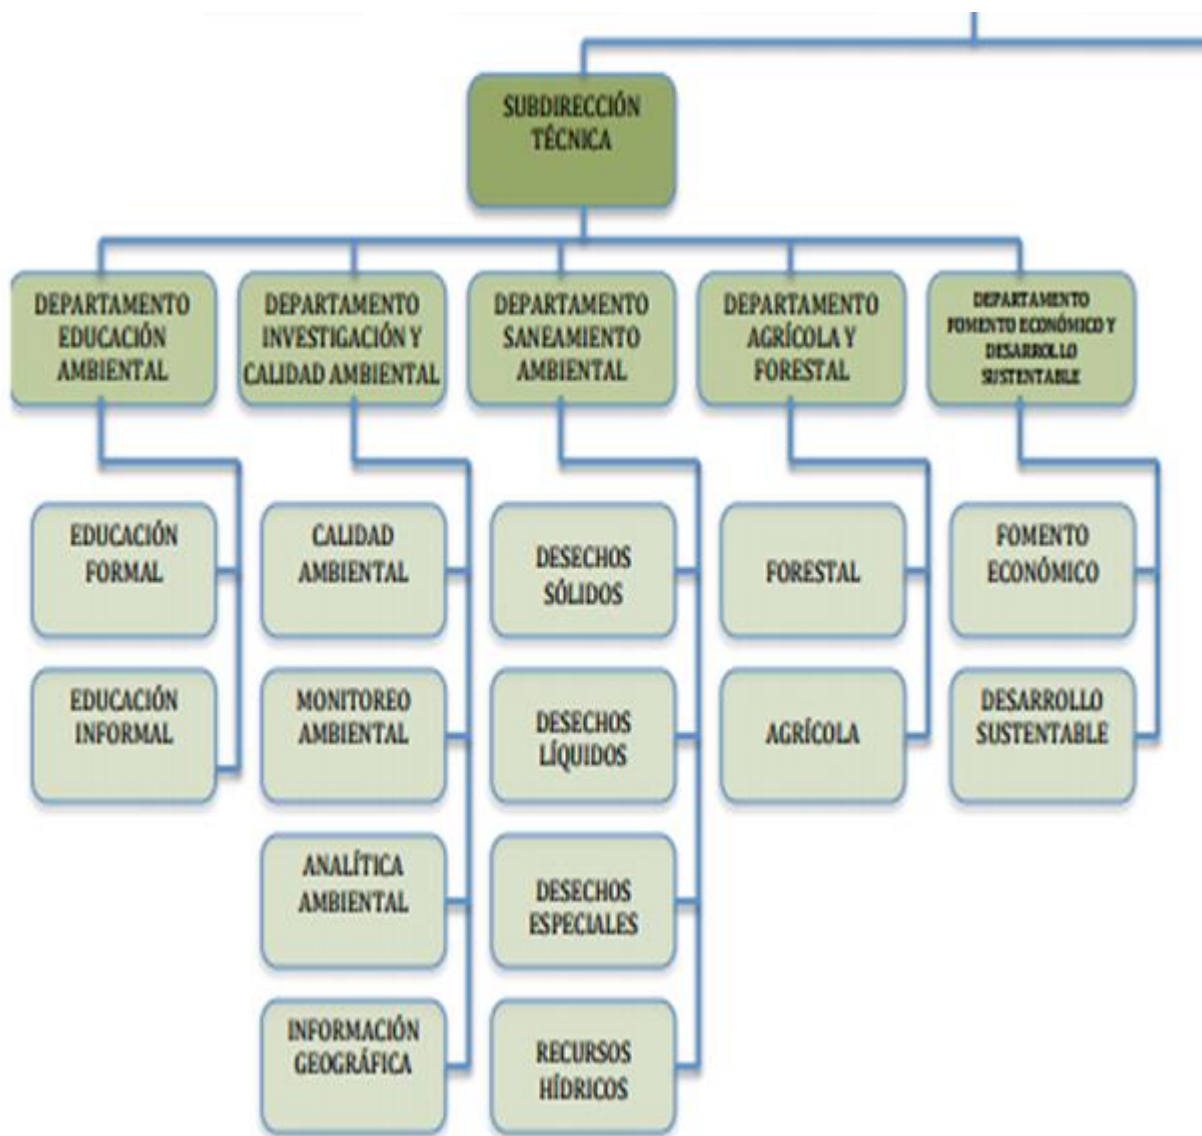 SUBDIRECCIÓN
TÉCNICA
DEPARTAMENTO
EDUCACIÓN
AMBIENTAL
DEPARTAMENTO
INVESTIGACIÓN Y
CALIDAD AMBIENTAL
DEPARTAMENTO
SANEAMIENTO
AMBIENTAL
DEPARTAMENTO
AGRÍCOLA Y
FORESTAL
DEPARTAMENTO
FOMENTO ECONÓMICO Y
DESARROLLO
SUSTENTABLE
EDUCACIÓN
FORMAL
EDUCACIÓN
INFORMAL
CALIDAD
AMBIENTAL
MONITOREO
AMBIENTAL
ANALÍTICA
AMBIENTAL
INFORMACIÓN
GEOGRÁFICA
DESECHOS
SÓLIDOS
DESECHOS
LÍQUIDOS
DESECHOS
ESPECIALES
RECURSOS
HÍDRICOS
FORESTAL
AGRÍCOLA
FOMENTO
ECONÓMICO
DESARROLLO
SUSTENTABLE